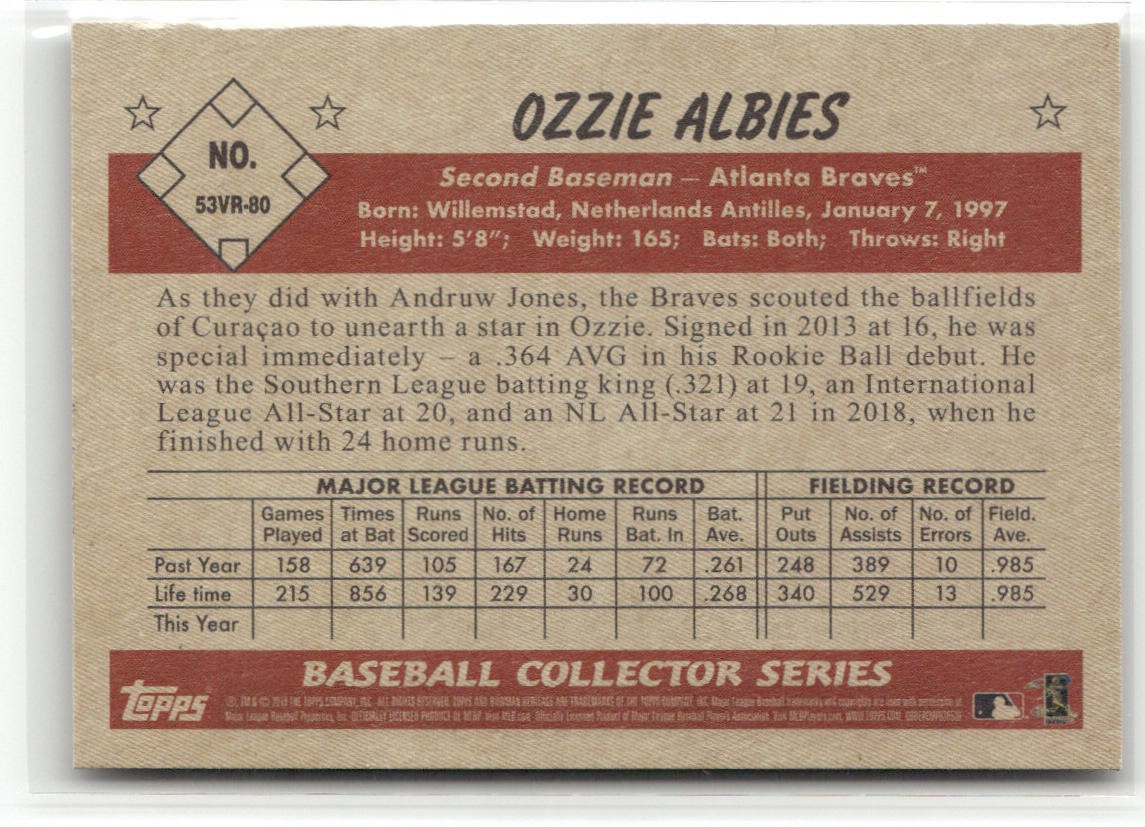 OZZIE ALBIES
NO.
53VR-80
Second Baseman – Atlanta Braves™
Born: Willemstad, Netherlands Antilles, January 7, 1997
Height: 5'8"; Weight: 165; Bats: Both; Throws: Right
As they did with Andruw Jones, the Braves scouted the ballfields
of Curaçao to unearth a star in Ozzie. Signed in 2013 at 16, he was
special immediately – a .364 AVG in his Rookie Ball debut. He
was the Southern League batting king (.321) at 19, an International
League All-Star at 20, and an NL All-Star at 21 in 2018, when he
finished with 24 home runs.
MAJOR LEAGUE BATTING RECORD FIELDING RECORD
Games Times Runs No. of Home Runs Bat. Put No. of No. of Field.
Played at Bat Scored Hits Runs Bat. In Ave. Outs Assists Errors Ave.
Past Year 158 639 105 167 24 72 .261 248 389 10 .985
Life time 215 856 139 229 30 100 .268 340 529 13 .985
This Year
BASEBALL COLLECTOR SERIES
topps